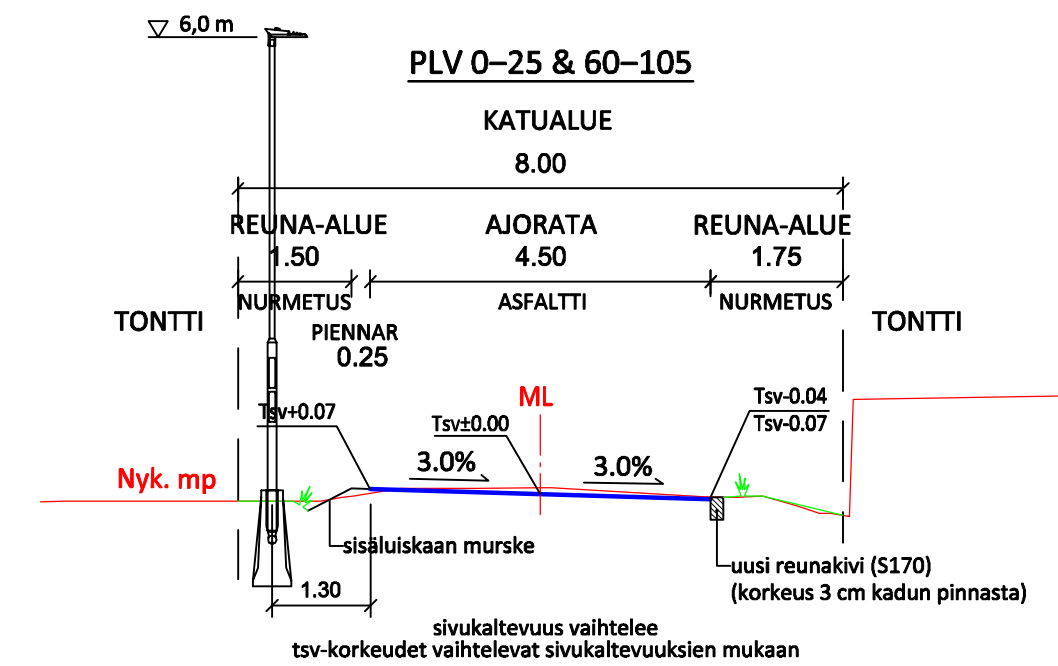 6,0 m
PLV 0–25 & 60–105
KATUALUE
8.00
REUNA-ALUE
1.50
AJORATA
4.50
REUNA-ALUE
1.75
NURMETUS
ASFALTTI
NURMETUS
TONTTI
TONTTI
PIENNAR
0.25
ML
Tsv-0.04
Tsv-0.07
Tsv+0.07
Tsv±0.00
3.0%
3.0%
Nyk. mp
sisäluiskaan murske
uusi reunakivi (S170)
(korkeus 3 cm kadun pinnasta)
1.30
sivukaltevuus vaihtelee
tsv-korkeudet vaihtelevat sivukaltevuuksien mukaan